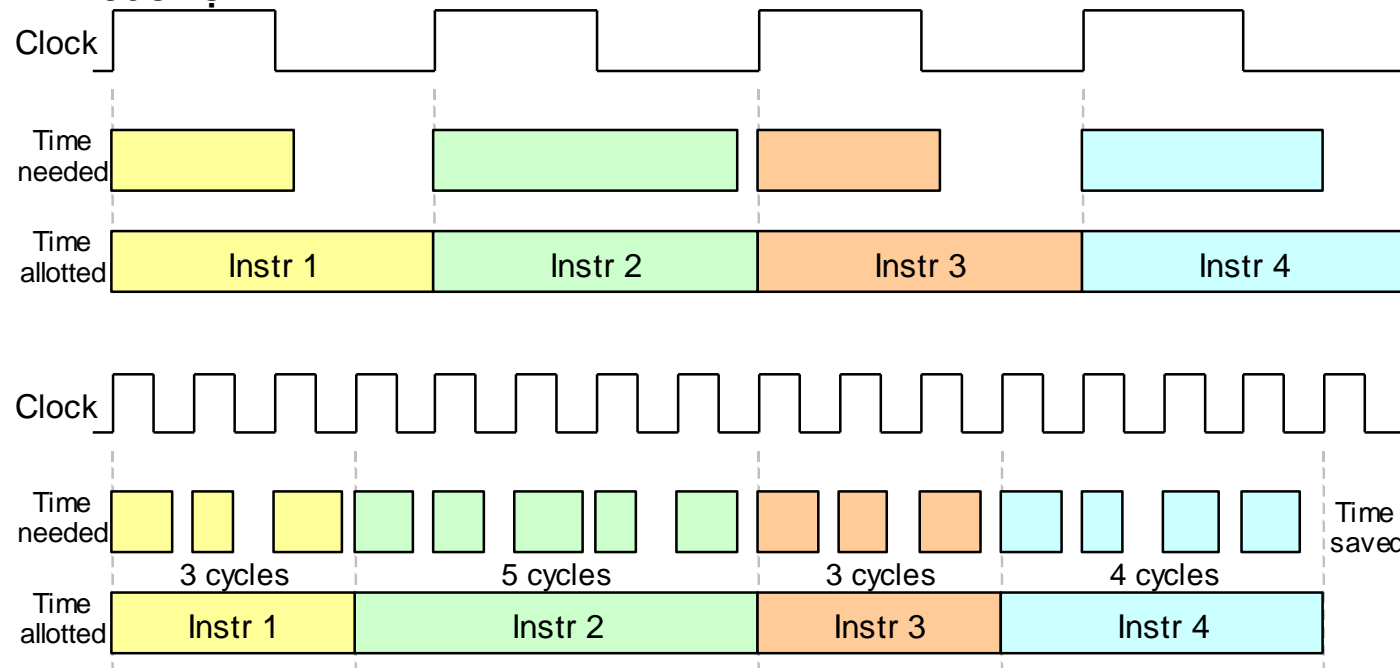 Clock
Time
needed
Time
allotted
Instr 1
Instr 2
Instr 3
Instr 4
Clock
Time
needed
Time
saved
3 cycles
5 cycles
3 cycles
4 cycles
Time
allotted
Instr 1
Instr 2
Instr 3
Instr 4